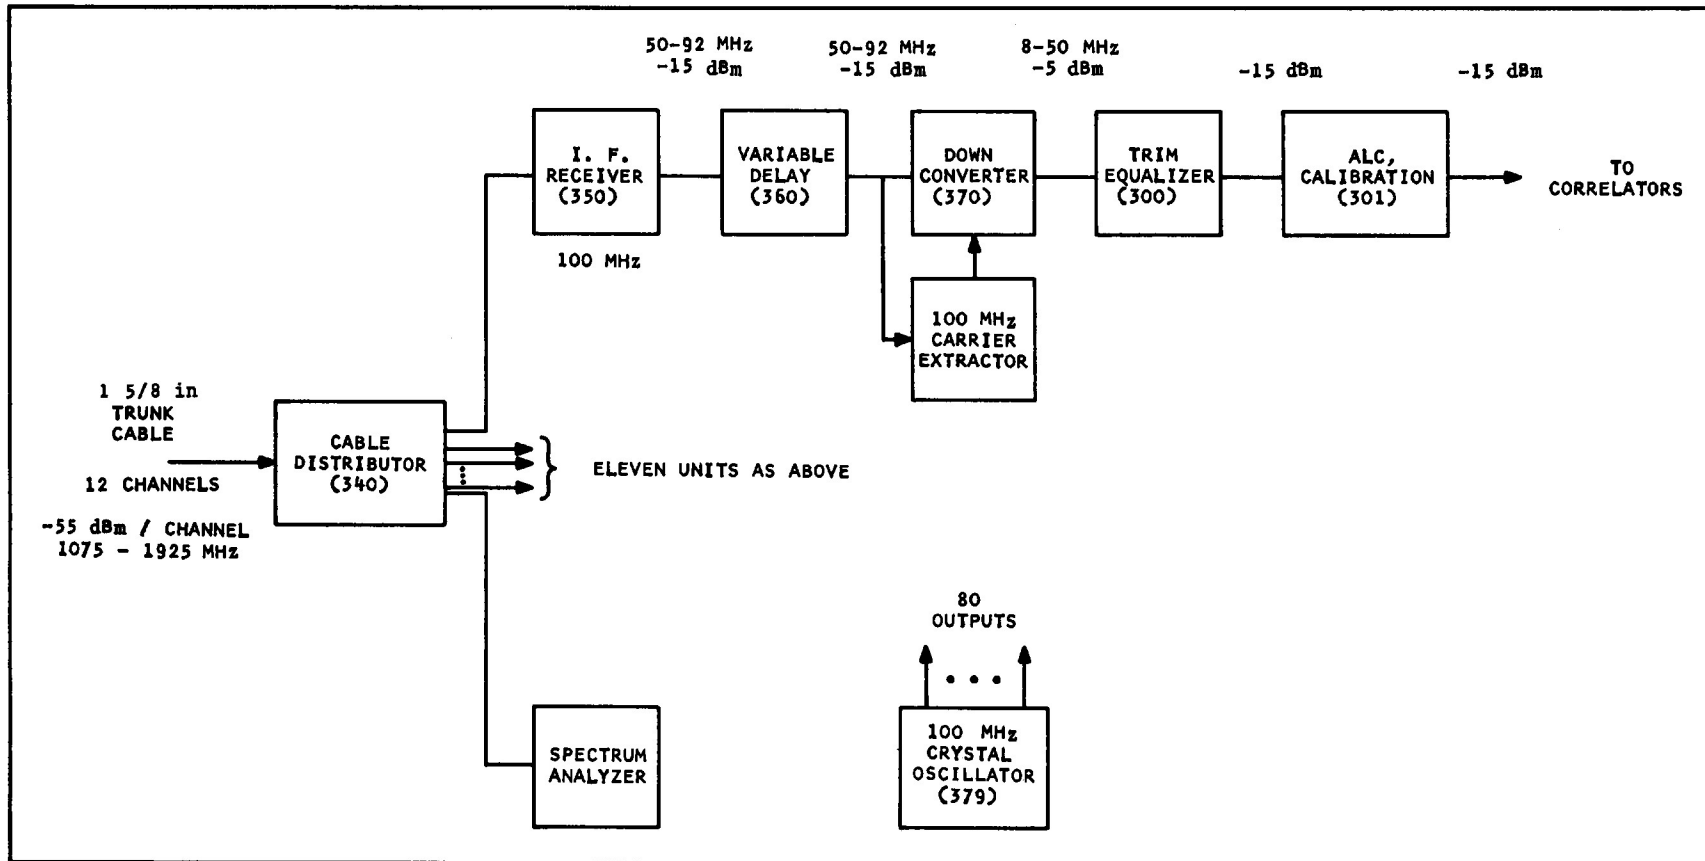 50-92 MHz
-15 dBm
50-92 MHz
-15 dBm
8-50 MHz
-5 dBm
-15 dBm
-15 dBm
I. F.
RECEIVER
(350)
VARIABLE
DELAY
(360)
DOWN
CONVERTER
(370)
TRIM
EQUALIZER
(300)
ALC,
CALIBRATION
(301)
TO
CORRELATORS
100 MHz
100 MHz
CARRIER
EXTRACTOR
1 5/8 in
TRUNK
CABLE
12 CHANNELS
-55 dBm / CHANNEL
1075 - 1925 MHz
CABLE
DISTRIBUTOR
(340)
ELEVEN UNITS AS ABOVE
80
OUTPUTS
SPECTRUM
ANALYZER
100 MHz
CRYSTAL
OSCILLATOR
(379)